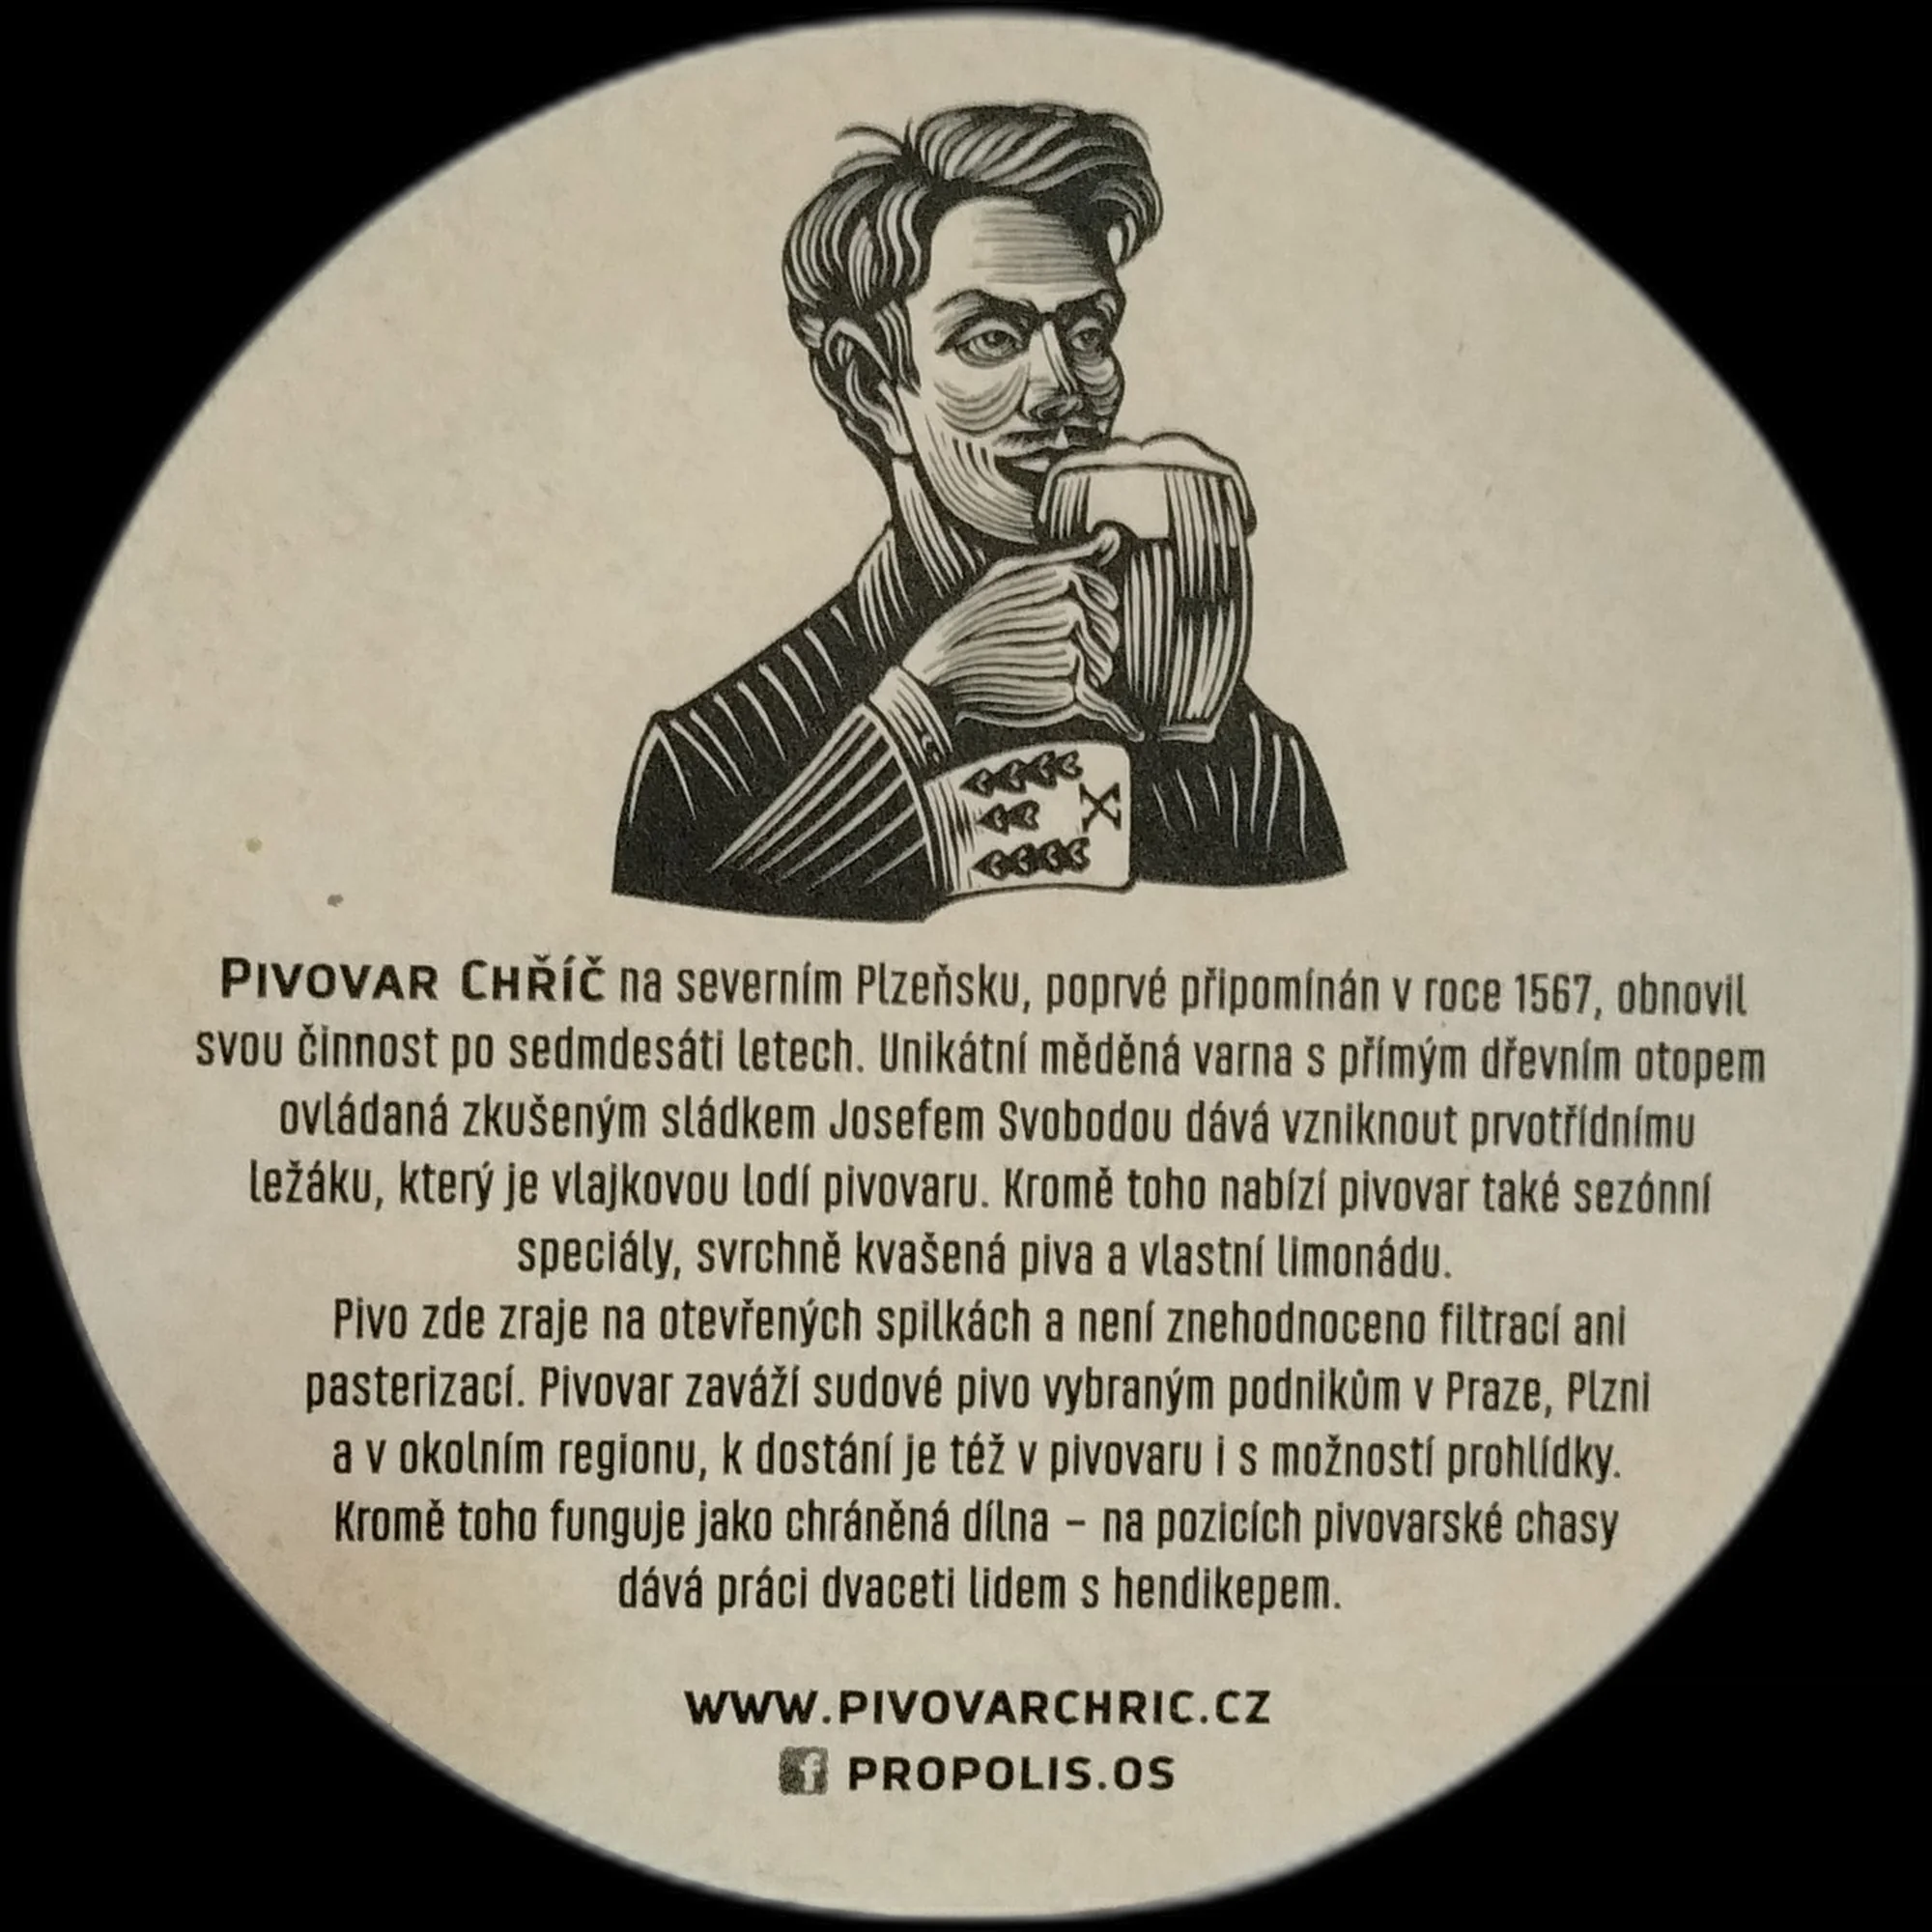 X
PIVOVAR CHŘÍČ na severním Plzeňsku, poprvé připomínán v roce 1567, obnovil
svou činnost po sedmdesáti letech. Unikátní měděná varna s přímým dřevním otopem
ovládaná zkušeným sládkem Josefem Svobodou dává vzniknout prvotřídnímu
ležáku, který je vlajkovou lodí pivovaru. Kromě toho nabízí pivovar také sezónní
speciály, svrchně kvašená piva a vlastní limonádu.
Pivo zde zraje na otevřených spilkách a není znehodnoceno filtrací ani
pasterizací. Pivovar zaváží sudové pivo vybraným podnikům v Praze, Plzni
a v okolním regionu, k dostání je též v pivovaru i s možností prohlídky.
Kromě toho funguje jako chráněná dílna – na pozicích pivovarské chasy
dává práci dvaceti lidem s hendikepem.
WWW.PIVOVARCHRIC.CZ
f PROPOLIS.OS